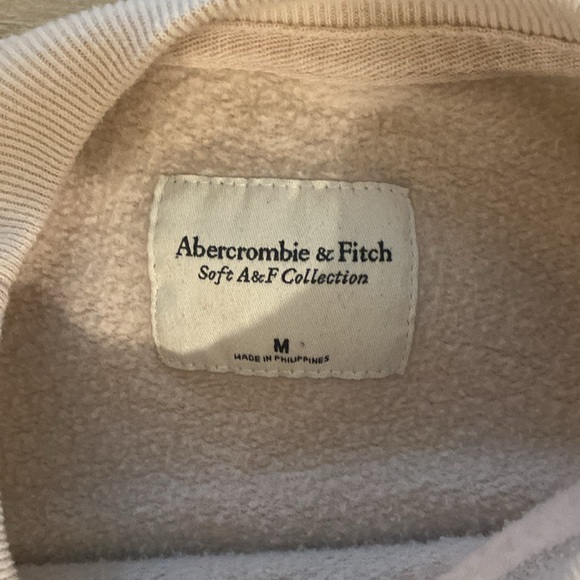 Abercrombie & Fitch
Soft A&F Collection
M
MADE IN PHILIPPINES